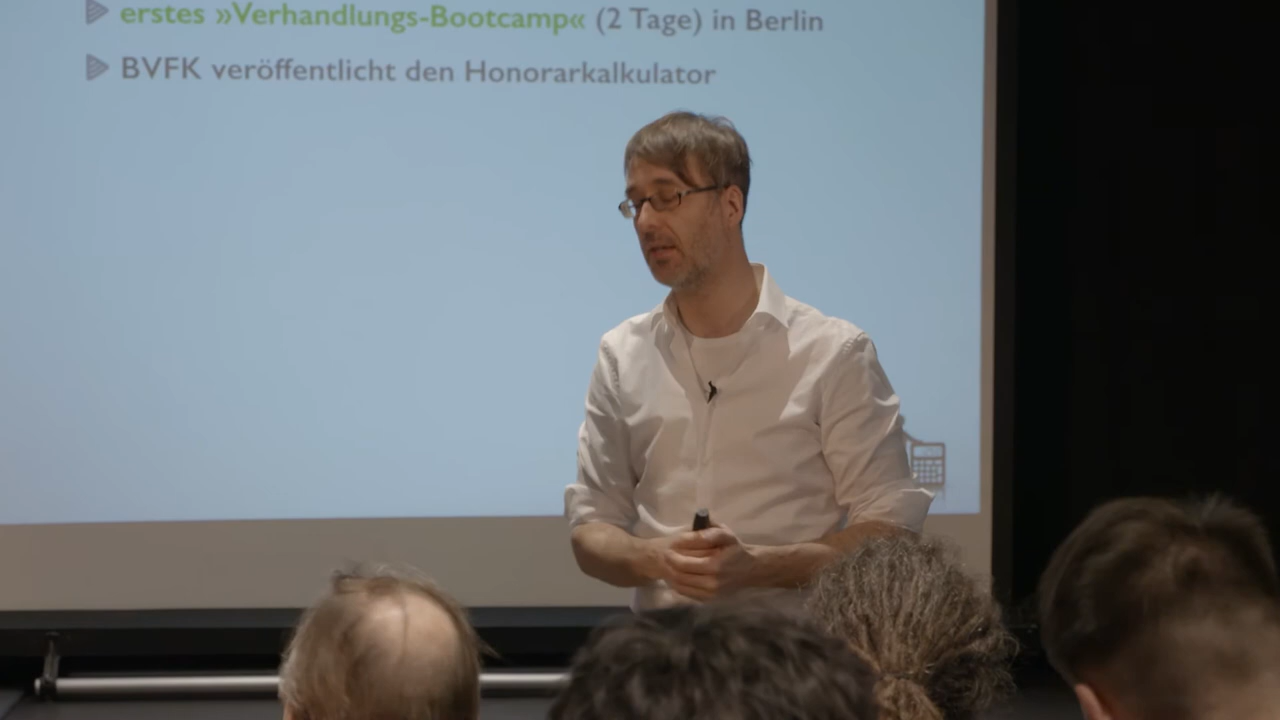 erstes »Verhandlungs-Bootcamp« (2 Tage) in Berlin
BVFK veröffentlicht den Honorarkalkulator